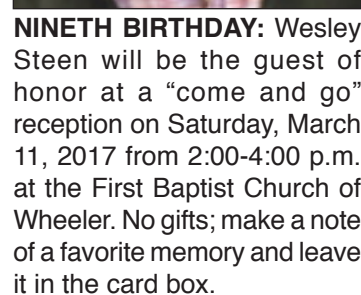 NINETH BIRTHDAY: Wesley
Steen will be the guest of
honor at a “come and go”
reception on Saturday, March
11, 2017 from 2:00-4:00 p.m.
at the First Baptist Church of
Wheeler. No gifts; make a note
of a favorite memory and leave
it in the card box.